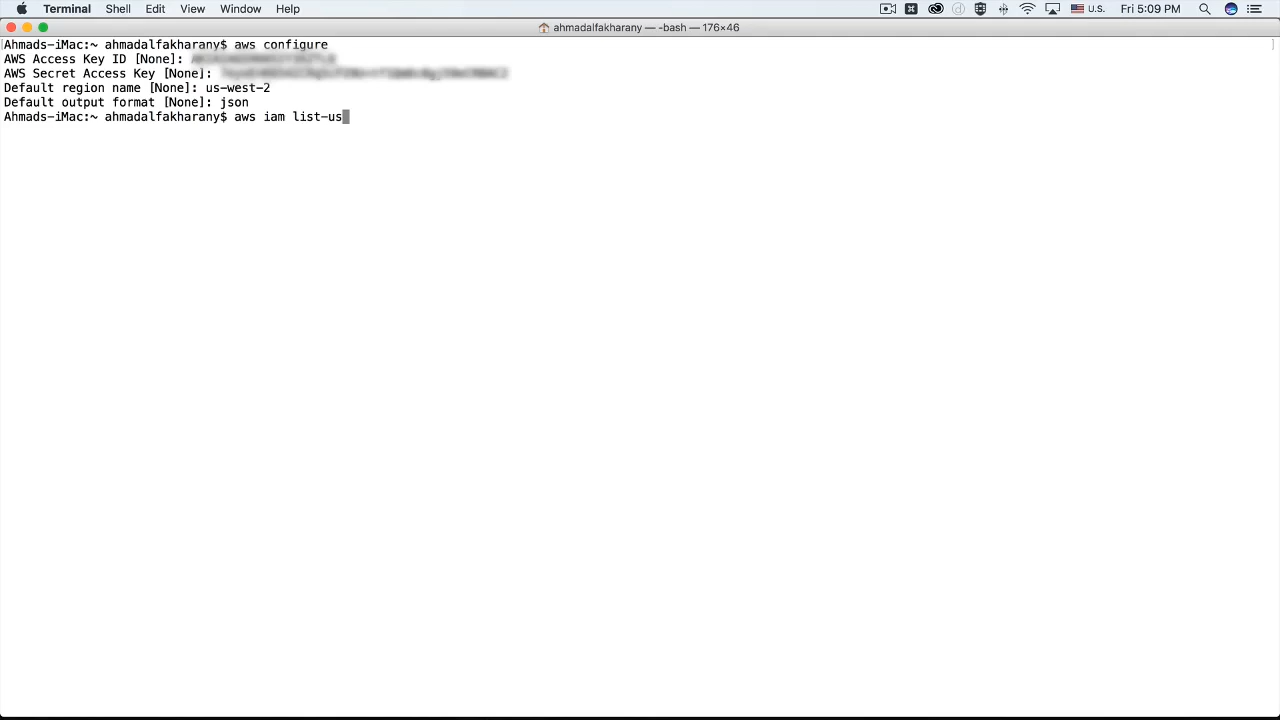 Terminal Shell Edit View Window Help U.S. Fri 5:09 PM
ahmadalfakharany — -bash — 176×46
Ahmads-iMac:~ ahmadalfakharany$ aws configure
AWS Access Key ID [None]:
AWS Secret Access Key [None]:
Default region name [None]: us-west-2
Default output format [None]: json
Ahmads-iMac:~ ahmadalfakharany$ aws iam list-us